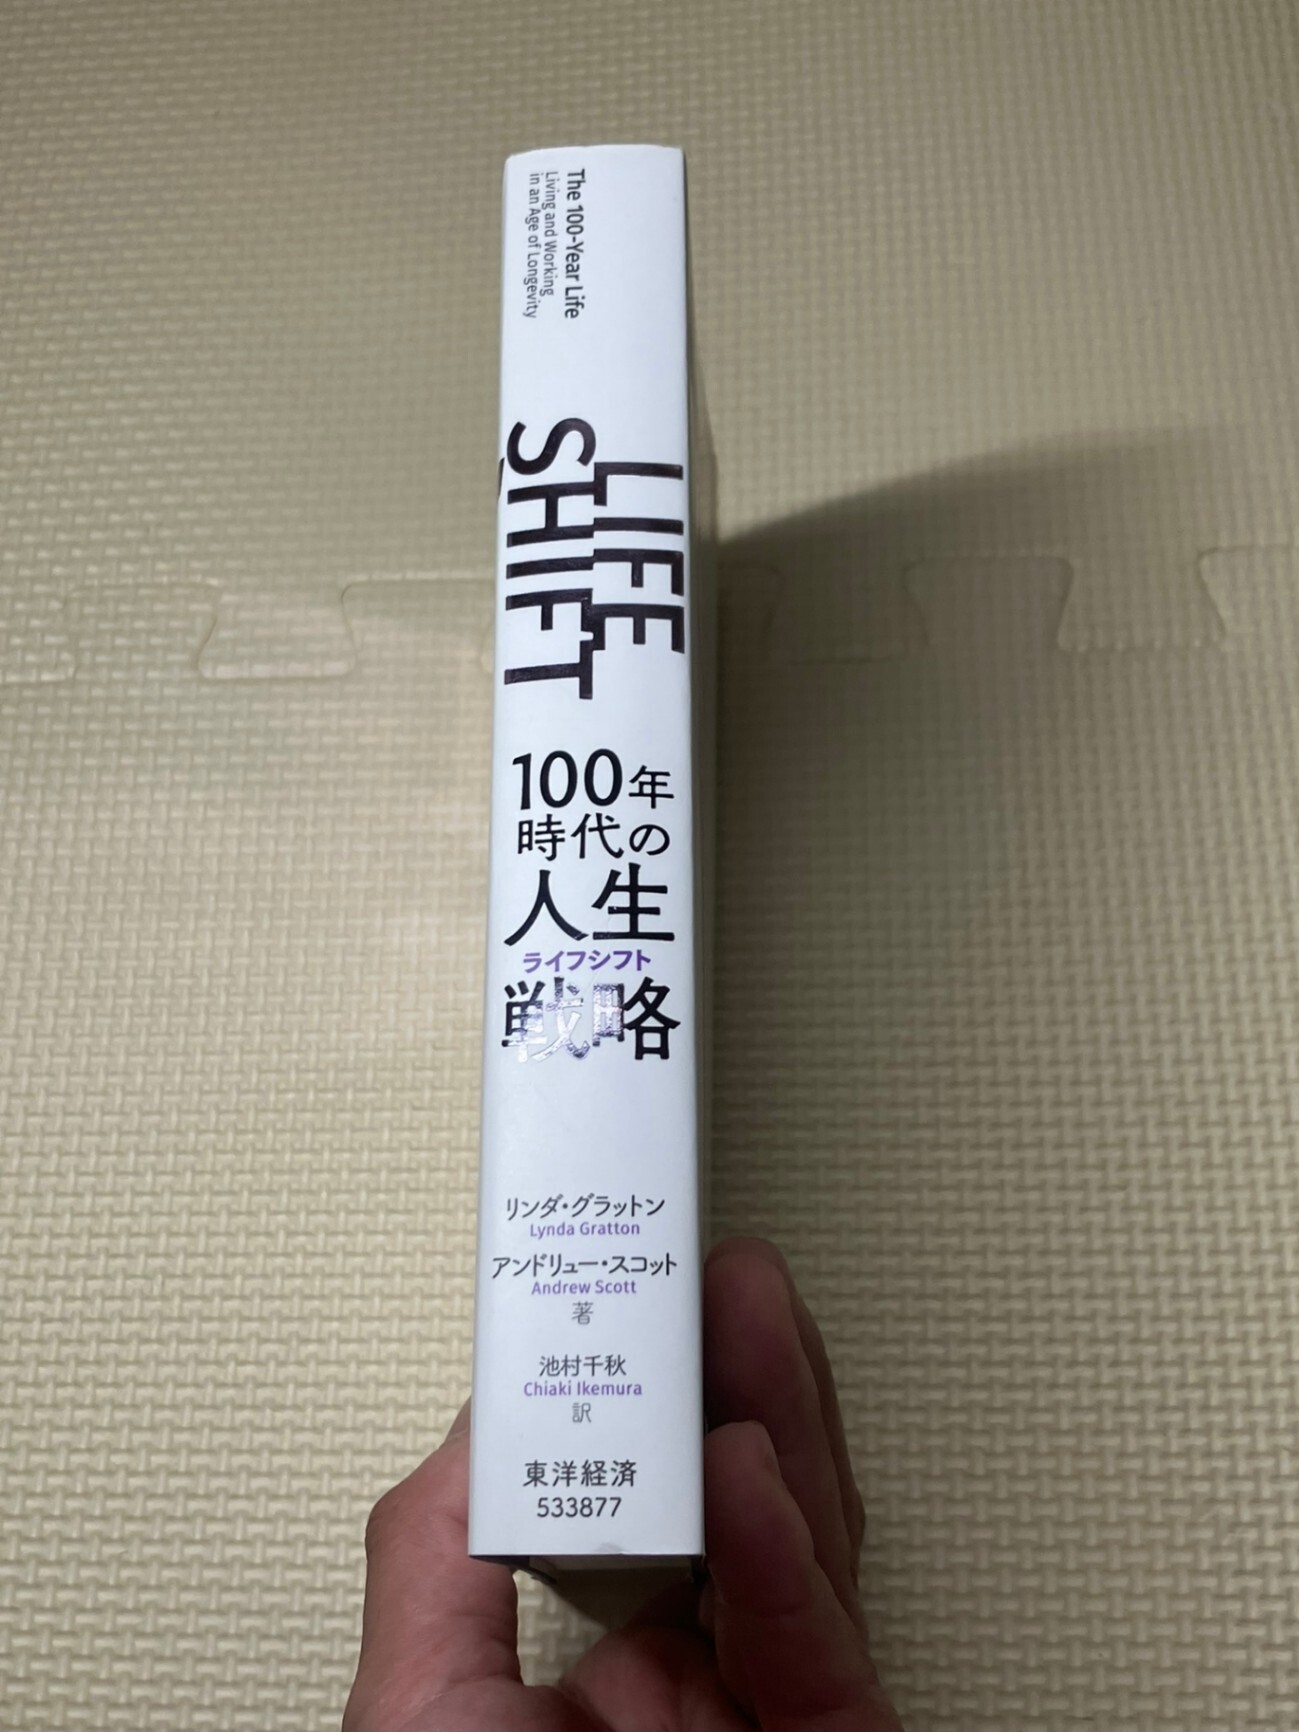 The 100-Year Life
Living and Working
in an Age of Longevity
LIFE
SHIFT
100年
時代の
人生
ライフシフト
戦略
リンダ・グラットン
Lynda Gratton
アンドリュー・スコット
Andrew Scott
著
池村千秋
Chiaki Ikemura
訳
東洋経済
533877